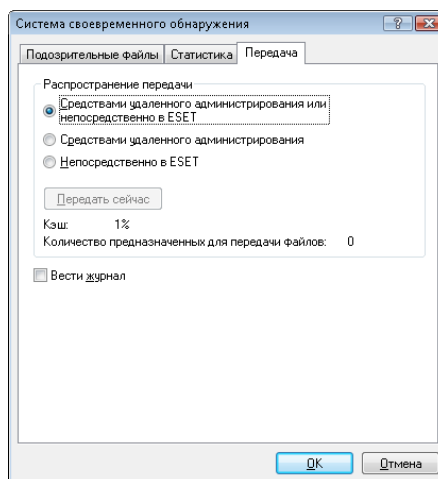 Система своевременного обнаружения
Подозрительные файлы Статистика Передача
Распространение передачи
Средствами удаленного администрирования или
непосредственно в ESET
Средствами удаленного администрирования
Непосредственно в ESET
Передать сейчас
Кэш: 1%
Количество предназначенных для передачи файлов: 0
Вести журнал
OK Отмена